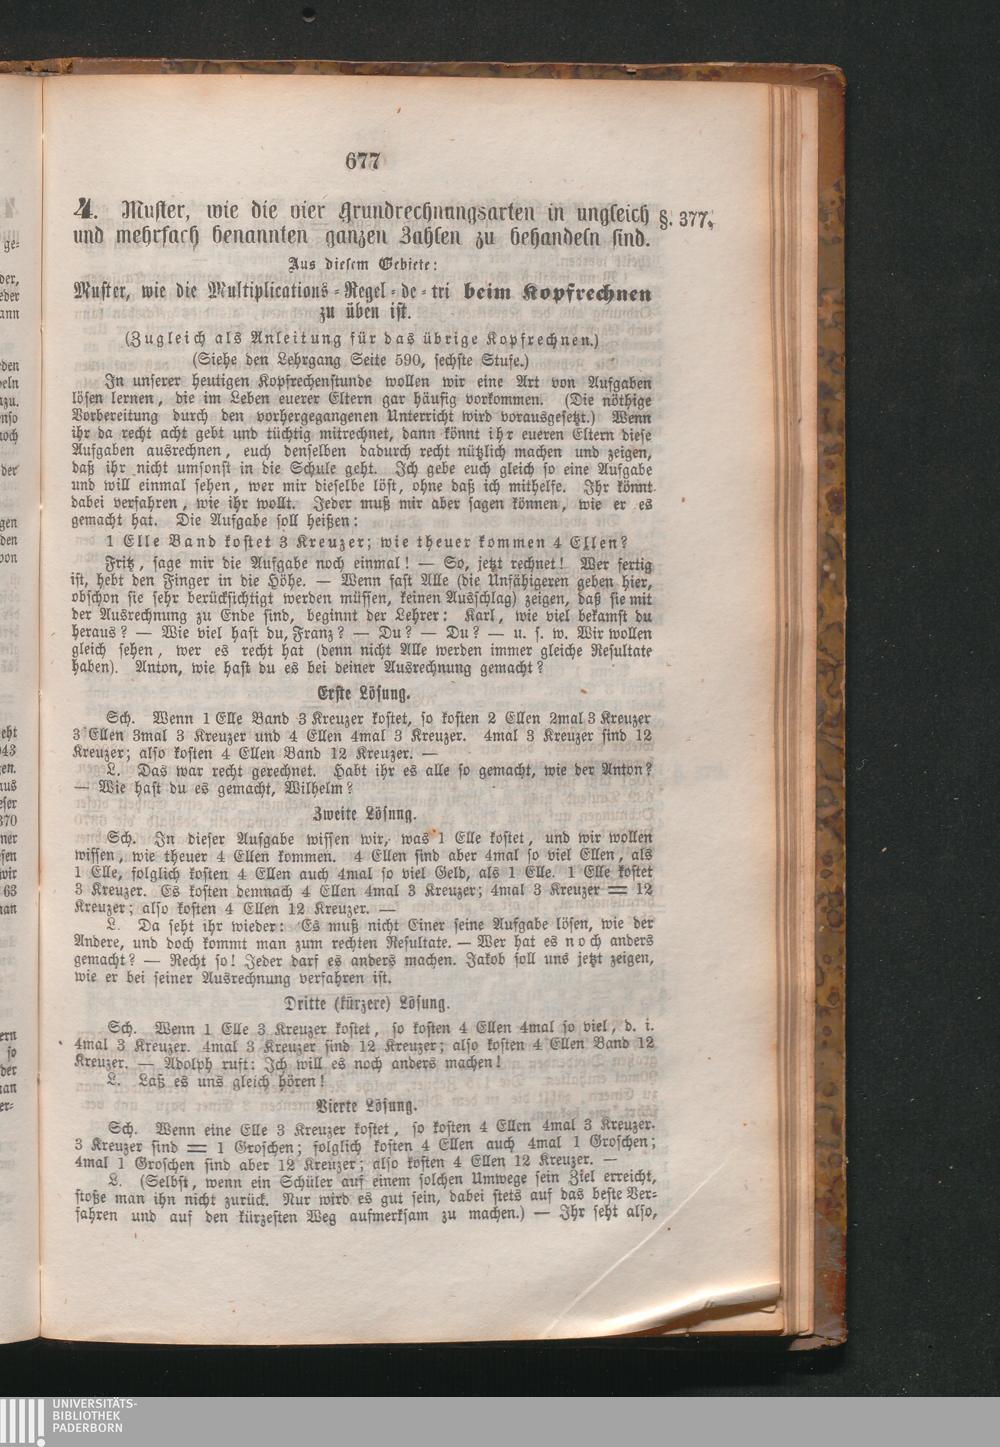 677
4. Muster, wie die vier Grundrechnungsarten in ungleich §. 377.
und mehrfach benannten ganzen Zahlen zu behandeln sind.
Aus diesem Gebiete:
Muster, wie die Multiplications-Regel-de-tri beim Kopfrechnen
zu üben ist.
(Zugleich als Anleitung für das übrige Kopfrechnen.)
(Siehe den Lehrgang Seite 590, sechste Stufe.)
In unserer heutigen Kopfrechenstunde wollen wir eine Art von Aufgaben
lösen lernen, die im Leben euerer Eltern gar häufig vorkommen. (Die nöthige
Vorbereitung durch den vorhergegangenen Unterricht wird vorausgesetzt.) Wenn
ihr da recht acht gebt und tüchtig mitrechnet, dann könnt ihr eueren Eltern diese
Aufgaben ausrechnen, euch denselben dadurch recht nützlich machen und zeigen,
daß ihr nicht umsonst in die Schule geht. Ich gebe euch gleich so eine Aufgabe
und will einmal sehen, wer mir dieselbe löst, ohne daß ich mithelfe. Ihr könnt
dabei verfahren, wie ihr wollt. Jeder muß mir aber sagen können, wie er es
gemacht hat. Die Aufgabe soll heißen:
1 Elle Band kostet 3 Kreuzer; wie theuer kommen 4 Ellen?
Fritz, sage mir die Aufgabe noch einmal! — So, jetzt rechnet! Wer fertig
ist, hebt den Finger in die Höhe. — Wenn fast Alle (die Unfähigeren geben hier,
obschon sie sehr berücksichtigt werden müssen, keinen Ausschlag) zeigen, daß sie mit
der Ausrechnung zu Ende sind, beginnt der Lehrer: Karl, wie viel bekamst du
heraus? — Wie viel hast du, Franz? — Du? — Du? — u. s. w. Wir wollen
gleich sehen, wer es recht hat (denn nicht Alle werden immer gleiche Resultate
haben). Anton, wie hast du es bei deiner Ausrechnung gemacht?
Erste Lösung.
Sch. Wenn 1 Elle Band 3 Kreuzer kostet, so kosten 2 Ellen 2mal 3 Kreuzer
3 Ellen 3mal 3 Kreuzer und 4 Ellen 4mal 3 Kreuzer. 4mal 3 Kreuzer sind 12
Kreuzer; also kosten 4 Ellen Band 12 Kreuzer. —
L. Das war recht gerechnet. Habt ihr es alle so gemacht, wie der Anton?
— Wie hast du es gemacht, Wilhelm?
Zweite Lösung.
Sch. In dieser Aufgabe wissen wir, was 1 Elle kostet, und wir wollen
wissen, wie theuer 4 Ellen kommen. 4 Ellen sind aber 4mal so viel Ellen, als
1 Elle, folglich kosten 4 Ellen auch 4mal so viel Geld, als 1 Elle. 1 Elle kostet
3 Kreuzer. Es kosten demnach 4 Ellen 4mal 3 Kreuzer; 4mal 3 Kreuzer = 12
Kreuzer; also kosten 4 Ellen 12 Kreuzer. —
L. Da seht ihr wieder: Es muß nicht Einer seine Aufgabe lösen, wie der
Andere, und doch kommt man zum rechten Resultate. — Wer hat es noch anders
gemacht? — Recht so! Jeder darf es anders machen. Jakob soll uns jetzt zeigen,
wie er bei seiner Ausrechnung verfahren ist.
Dritte (kürzere) Lösung.
Sch. Wenn 1 Elle 3 Kreuzer kostet, so kosten 4 Ellen 4mal so viel, d. i.
4mal 3 Kreuzer. 4mal 3 Kreuzer sind 12 Kreuzer; also kosten 4 Ellen Band 12
Kreuzer. — Adolph ruft: Ich will es noch anders machen!
L. Laß es uns gleich hören!
Vierte Lösung.
Sch. Wenn eine Elle 3 Kreuzer kostet, so kosten 4 Ellen 4mal 3 Kreuzer.
3 Kreuzer sind = 1 Groschen; folglich kosten 4 Ellen auch 4mal 1 Groschen;
4mal 1 Groschen sind aber 12 Kreuzer; also kosten 4 Ellen 12 Kreuzer. —
L. (Selbst, wenn ein Schüler auf einem solchen Umwege sein Ziel erreicht,
stoße man ihn nicht zurück. Nur wird es gut sein, dabei stets auf das beste Ver-
fahren und auf den kürzesten Weg aufmerksam zu machen.) — Ihr seht also,
UNIVERSITÄTS-
BIBLIOTHEK
PADERBORN